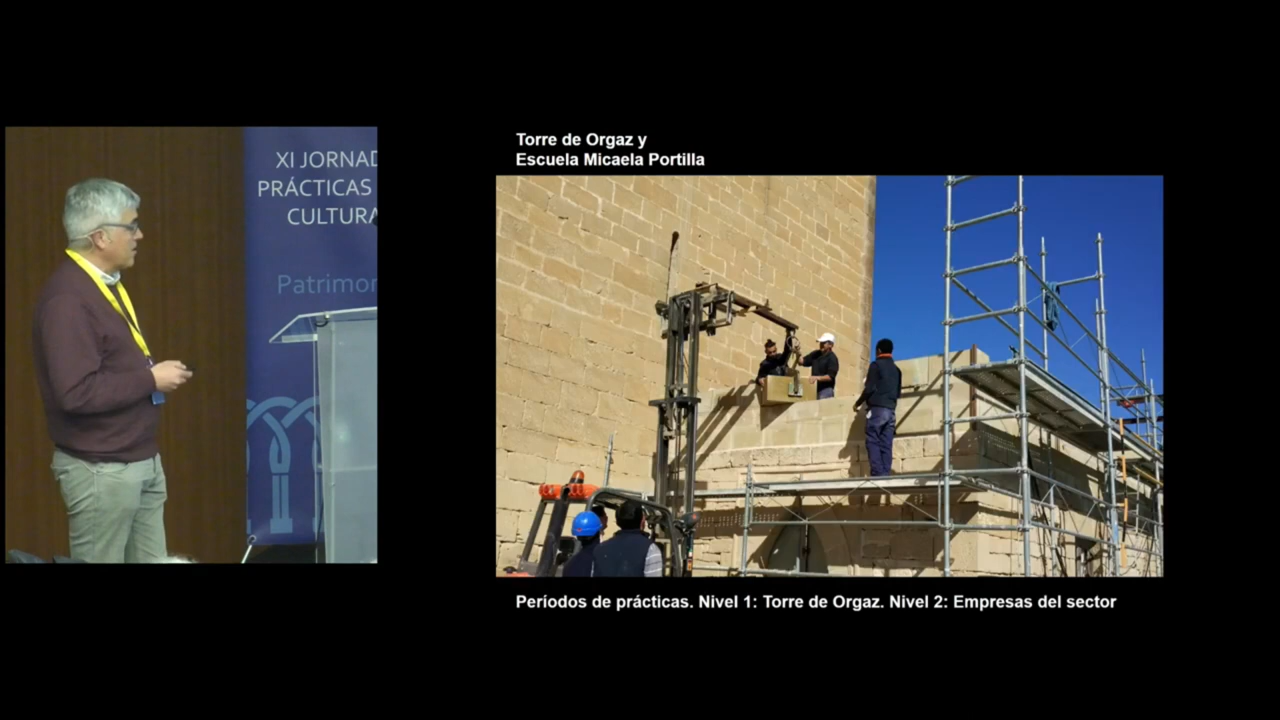 XI JORNAD
PRÁCTICAS
CULTURA
Patrimon
Torre de Orgaz y
Escuela Micaela Portilla
Períodos de prácticas. Nivel 1: Torre de Orgaz. Nivel 2: Empresas del sector